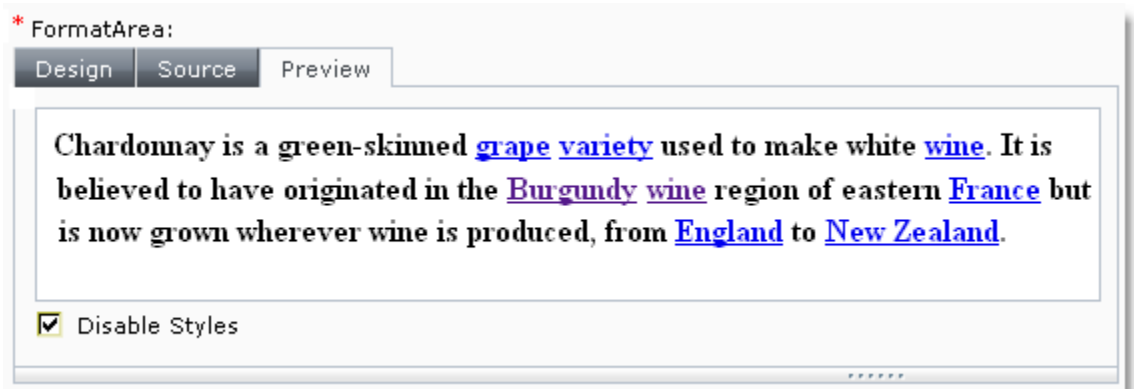 * FormatArea:
Design Source Preview
Chardonnay is a green-skinned grape variety used to make white wine. It is
believed to have originated in the Burgundy wine region of eastern France but
is now grown wherever wine is produced, from England to New Zealand.
Disable Styles